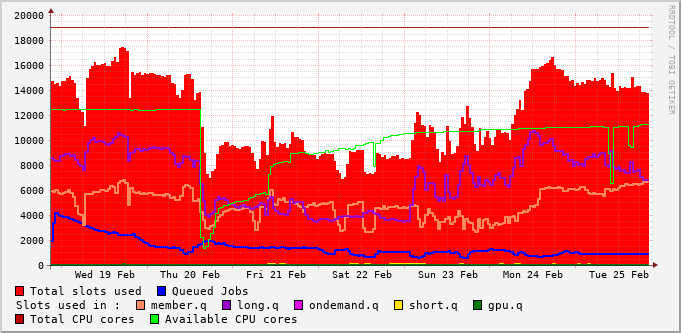 20000
18000
16000
14000
12000
10000
8000
6000
4000
2000
0
Wed 19 Feb Thu 20 Feb Fri 21 Feb Sat 22 Feb Sun 23 Feb Mon 24 Feb Tue 25 Feb
Total slots used Queued Jobs
Slots used in : member.q long.q ondemand.q short.q gpu.q
Total CPU cores Available CPU cores
RRDTOOL / TOBI OETIKER